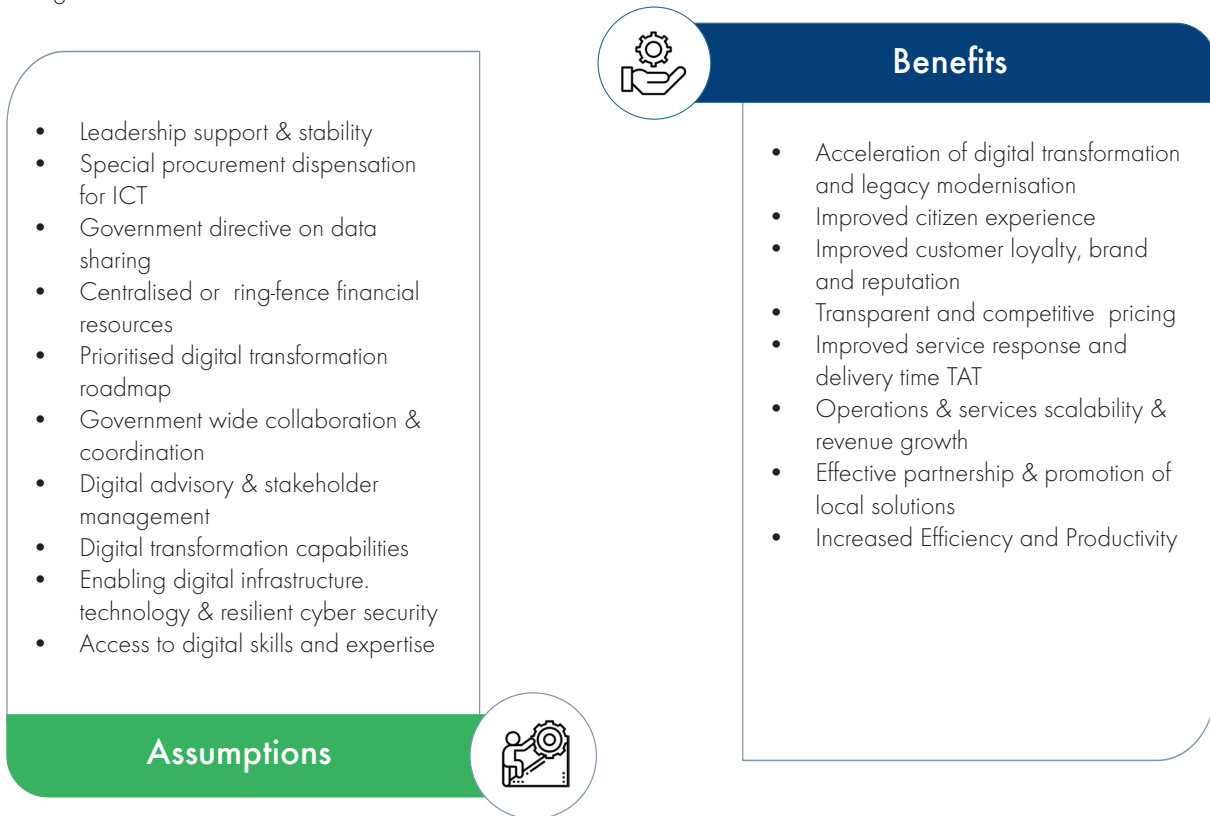 • Leadership support & stability
• Special procurement dispensation
for ICT
• Government directive on data
sharing
• Centralised or ring-fence financial
resources
• Prioritised digital transformation
roadmap
• Government wide collaboration &
coordination
• Digital advisory & stakeholder
management
• Digital transformation capabilities
• Enabling digital infrastructure.
technology & resilient cyber security
• Access to digital skills and expertise
Assumptions
Benefits
• Acceleration of digital transformation
and legacy modernisation
• Improved citizen experience
• Improved customer loyalty, brand
and reputation
• Transparent and competitive pricing
• Improved service response and
delivery time TAT
• Operations & services scalability &
revenue growth
• Effective partnership & promotion of
local solutions
• Increased Efficiency and Productivity